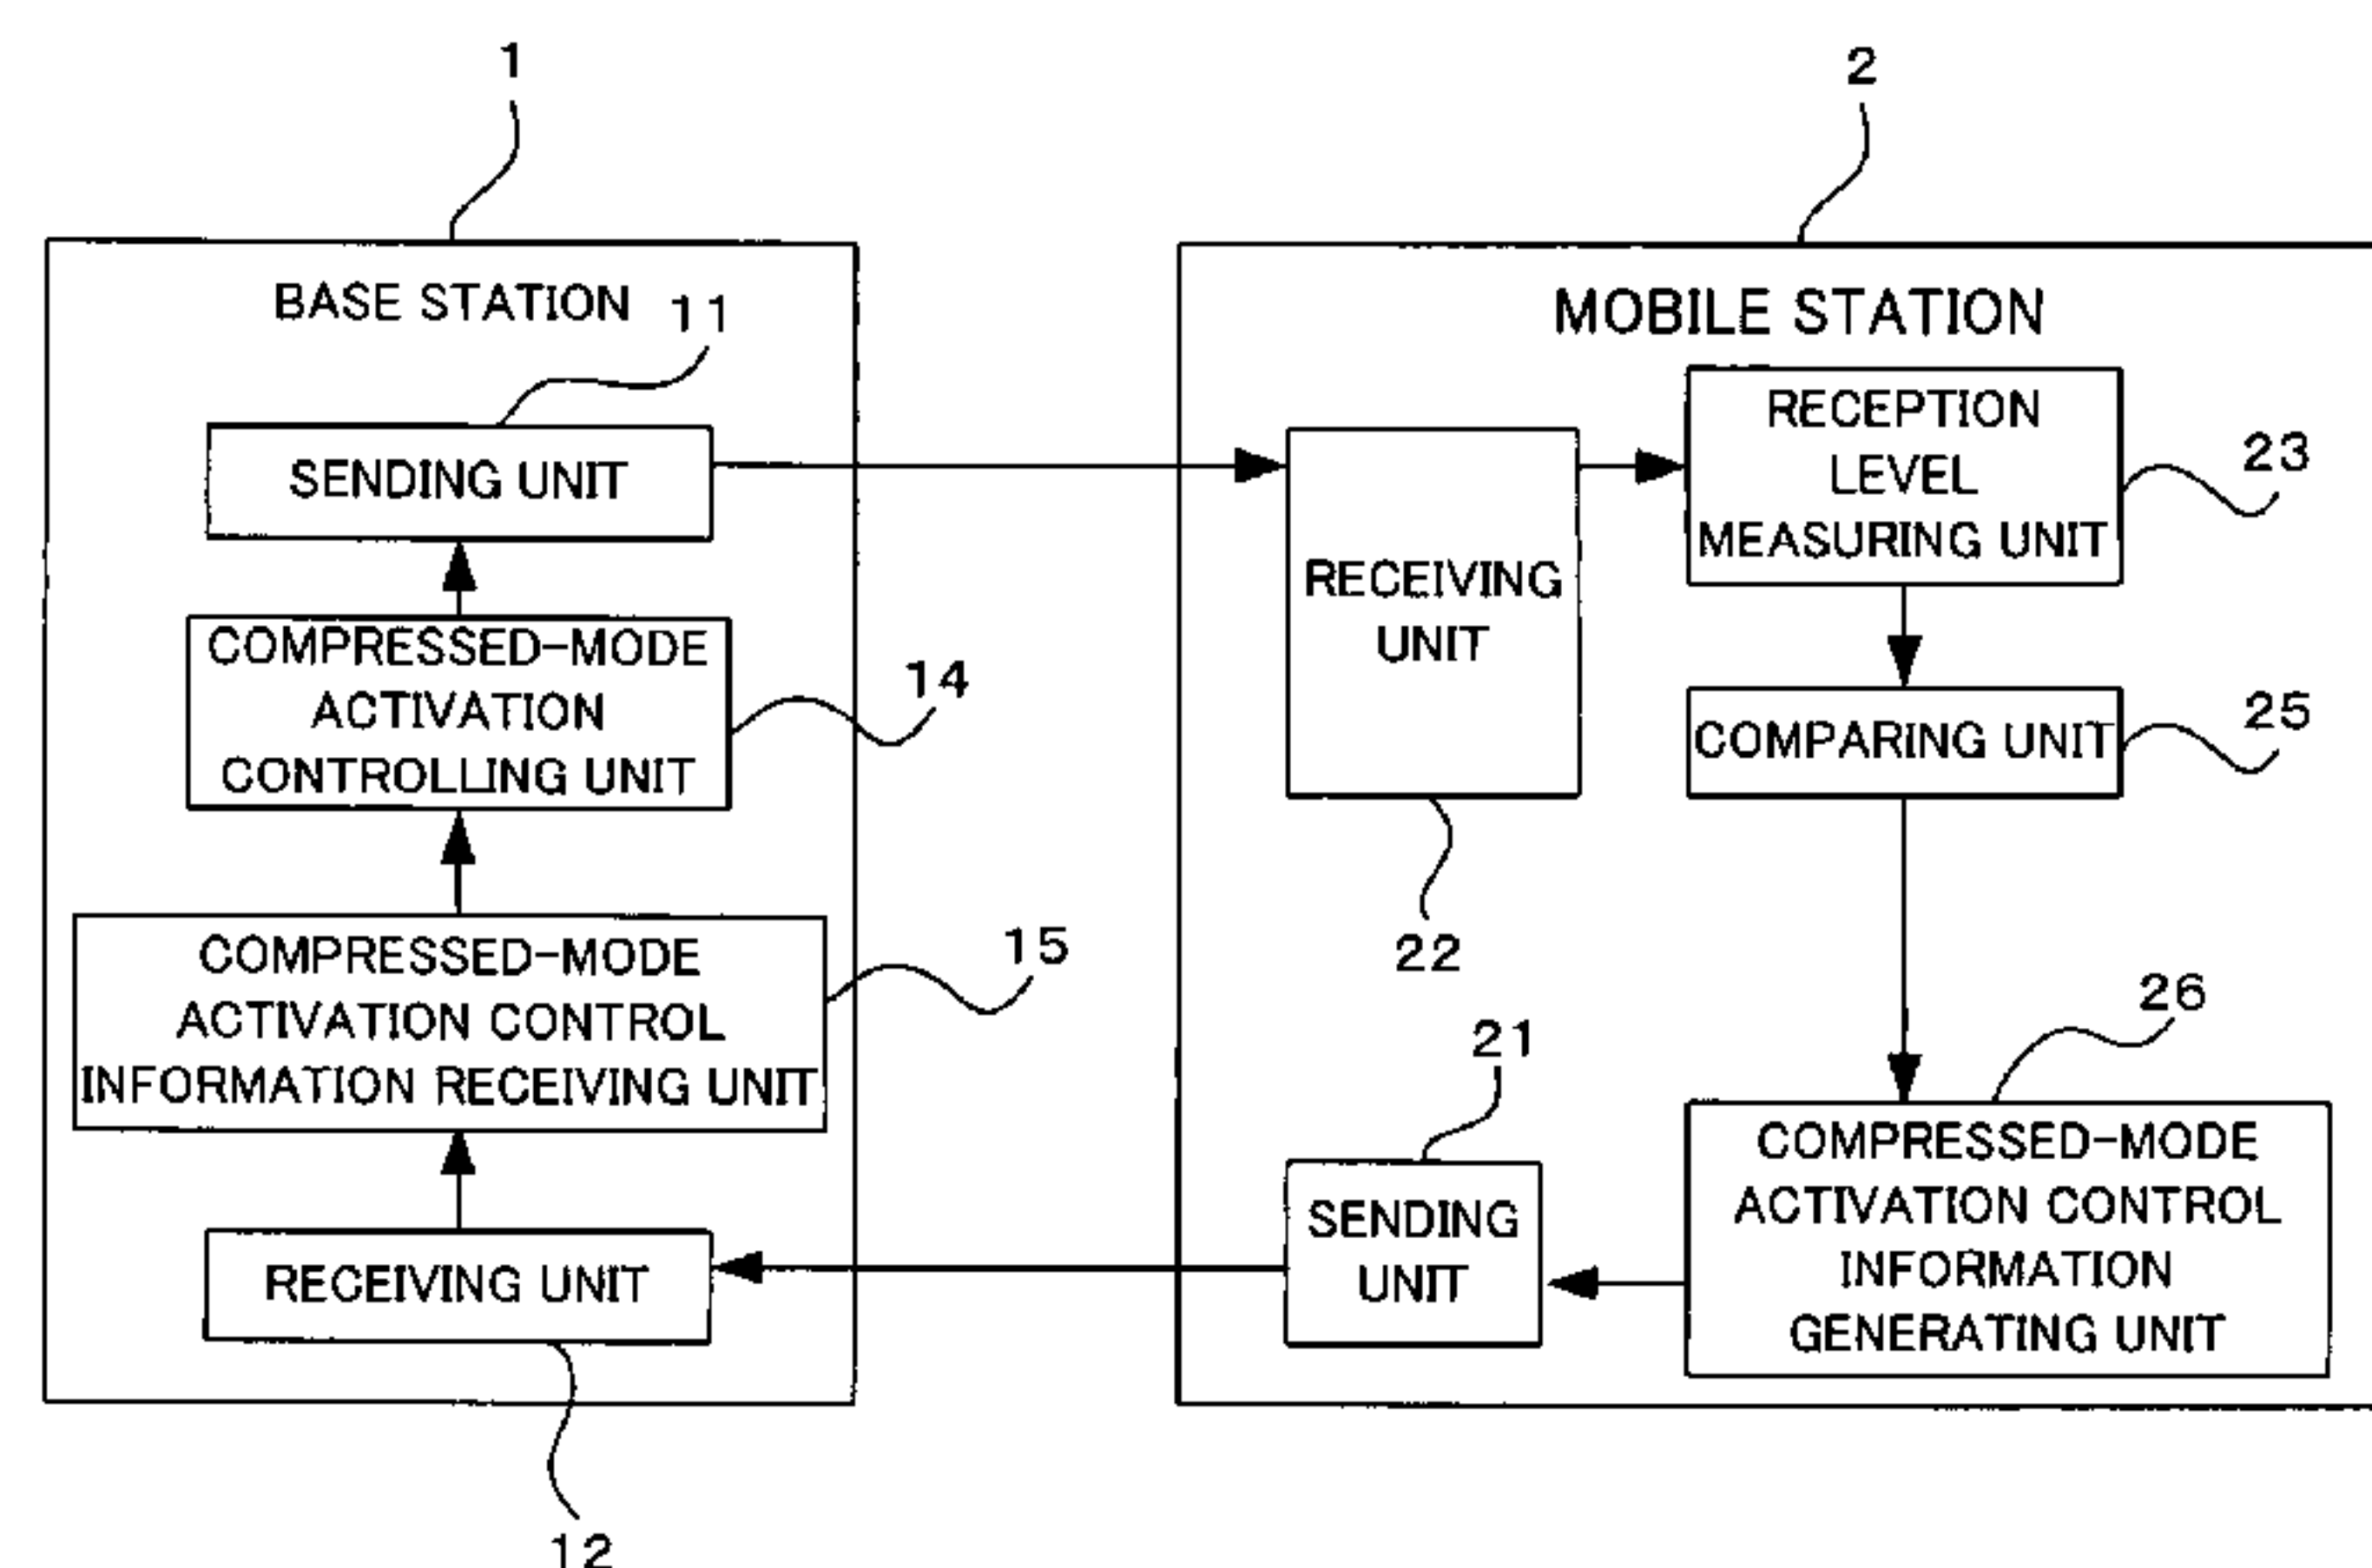 1
2
BASE STATION
11
SENDING UNIT
COMPRESSED-MODE
ACTIVATION
CONTROLLING UNIT
14
COMPRESSED-MODE
ACTIVATION CONTROL
INFORMATION RECEIVING UNIT
15
RECEIVING UNIT
12
MOBILE STATION
RECEIVING
UNIT
22
RECEPTION
LEVEL
MEASURING UNIT
23
COMPARING UNIT
25
26
COMPRESSED-MODE
ACTIVATION CONTROL
INFORMATION
GENERATING UNIT
21
SENDING
UNIT